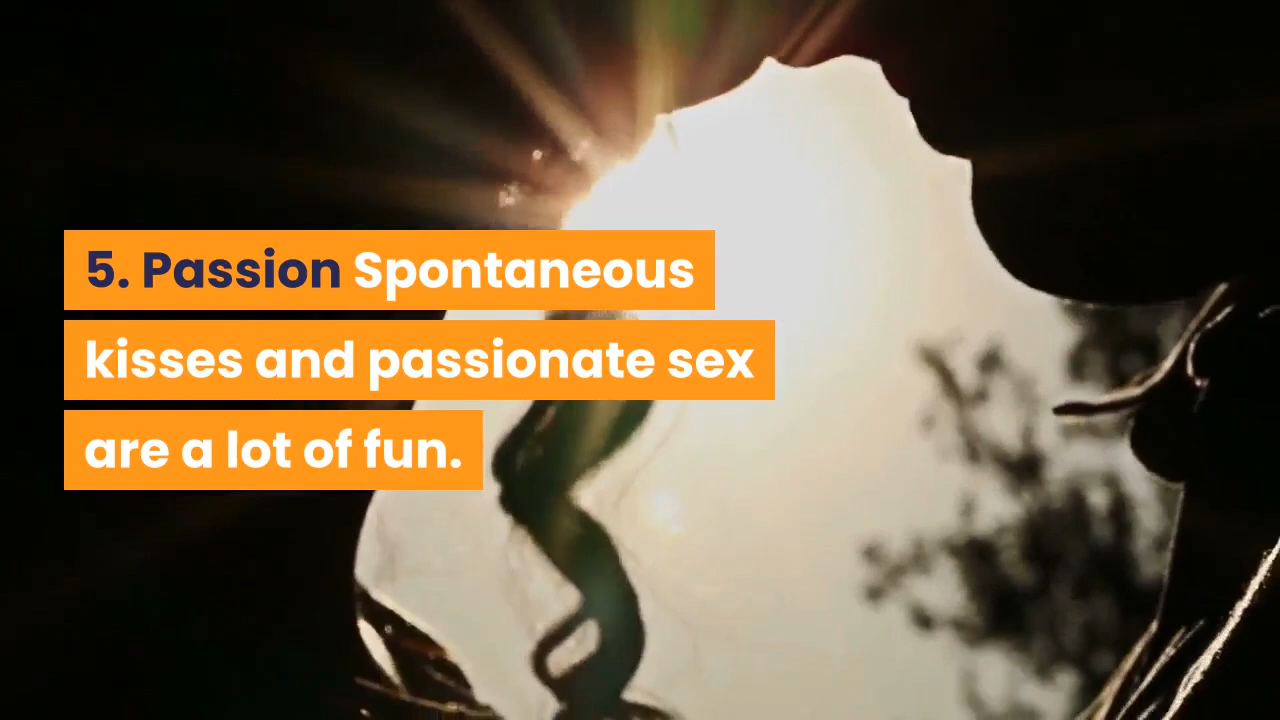 5. Passion Spontaneous
kisses and passionate sex
are a lot of fun.